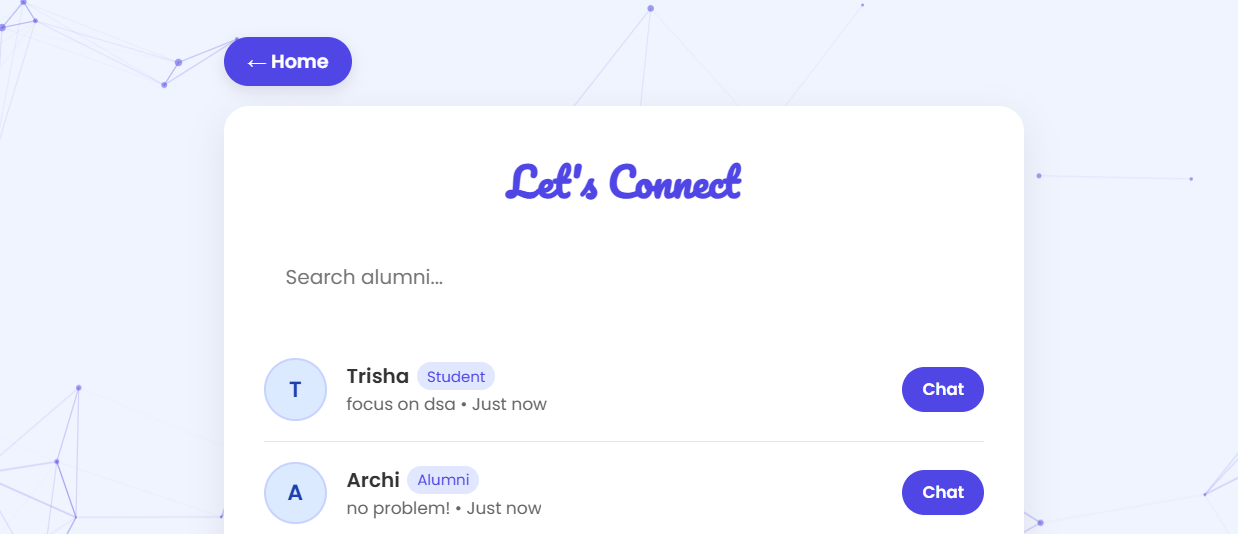 ← Home
Let's Connect
Search alumni...
T
Trisha Student
focus on dsa • Just now
Chat
A
Archi Alumni
no problem! • Just now
Chat